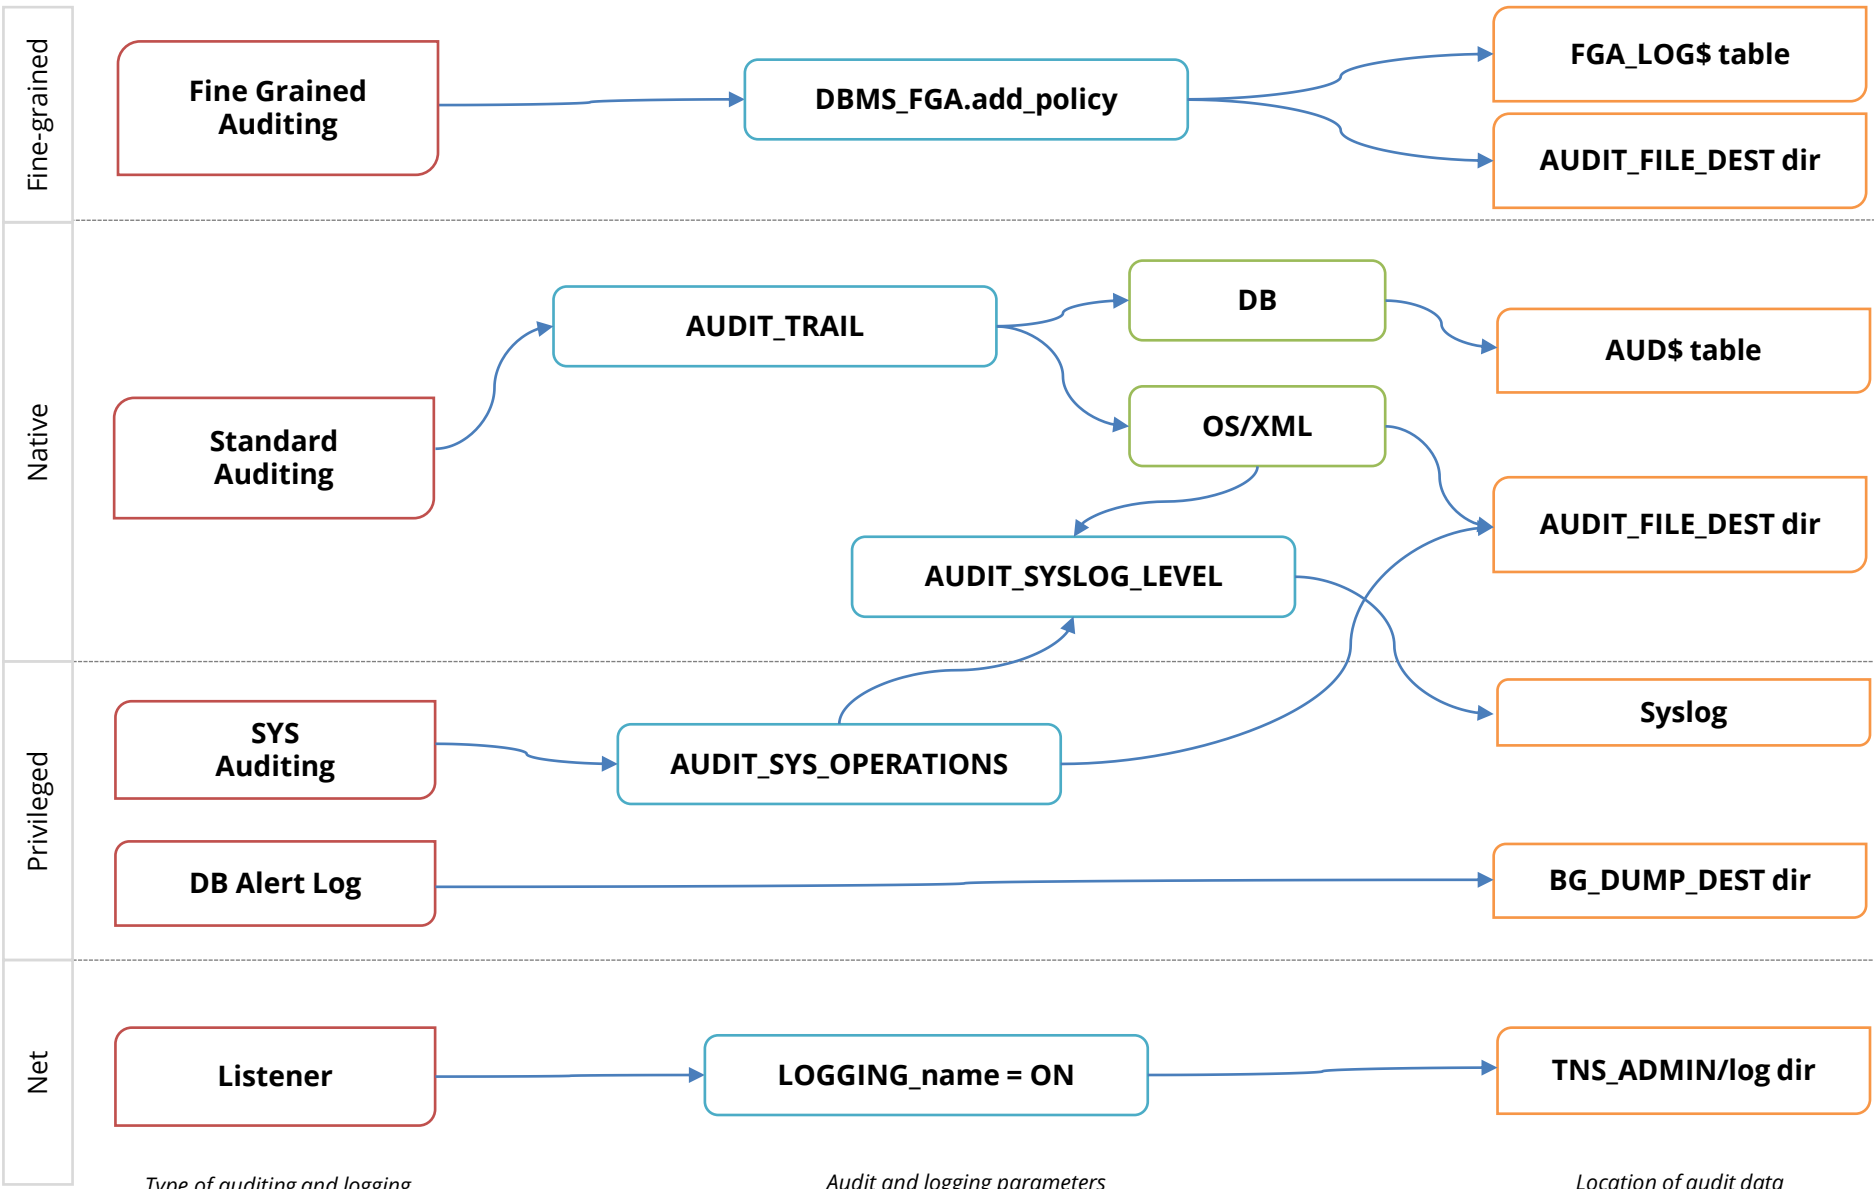 Fine-grained
Fine Grained
Auditing
DBMS_FGA.add_policy
FGA_LOG$ table
AUDIT_FILE_DEST dir
Native
Standard
Auditing
AUDIT_TRAIL
DB
OS/XML
AUDIT_SYSLOG_LEVEL
AUD$ table
AUDIT_FILE_DEST dir
Privileged
SYS
Auditing
AUDIT_SYS_OPERATIONS
Syslog
DB Alert Log
BG_DUMP_DEST dir
Net
Listener
LOGGING_name = ON
TNS_ADMIN/log dir
Type of auditing and logging
Audit and logging parameters
Location of audit data